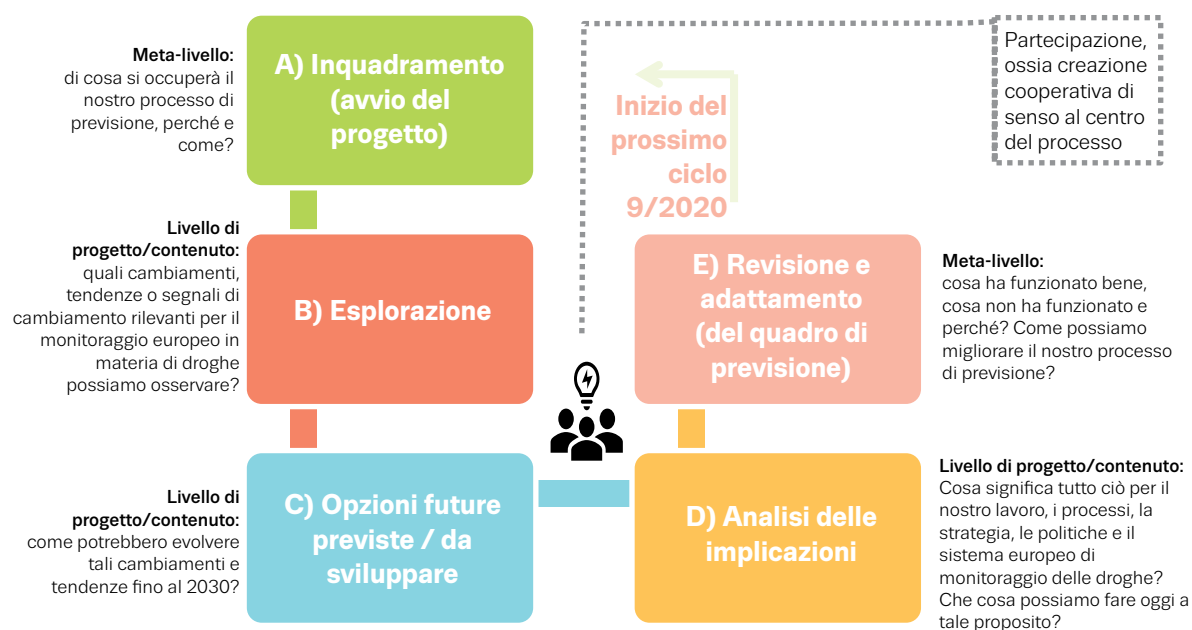 Meta-livello:
di cosa si occuperà il
nostro processo di
previsione, perché e
come?
A) Inquadramento
(avvio del
progetto)
Livello di
progetto/contenuto:
quali cambiamenti,
tendenze o segnali di
cambiamento rilevanti per il
monitoraggio europeo in
materia di droghe
possiamo osservare?
B) Esplorazione
Livello di
progetto/contenuto:
come potrebbero evolvere
tali cambiamenti e
tendenze fino al 2030?
C) Opzioni future
previste / da
sviluppare
D) Analisi delle
implicazioni
Livello di progetto/contenuto:
Cosa significa tutto ciò per il
nostro lavoro, i processi, la
strategia, le politiche e il
sistema europeo di
monitoraggio delle droghe?
Che cosa possiamo fare oggi a
tale proposito?
E) Revisione e
adattamento
(del quadro di
previsione)
Meta-livello:
cosa ha funzionato bene,
cosa non ha funzionato e
perché? Come possiamo
migliorare il nostro processo
di previsione?
Inizio del
prossimo
ciclo
9/2020
Partecipazione,
ossia creazione
cooperativa di
senso al centro
del processo